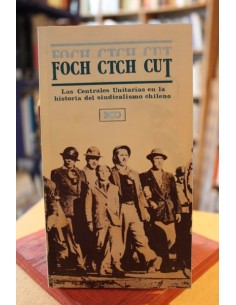 FOCH CTCH CUT
FOCH CTCH CUT
Las Centrales Unitarias en la
historia del sindicalismo chileno